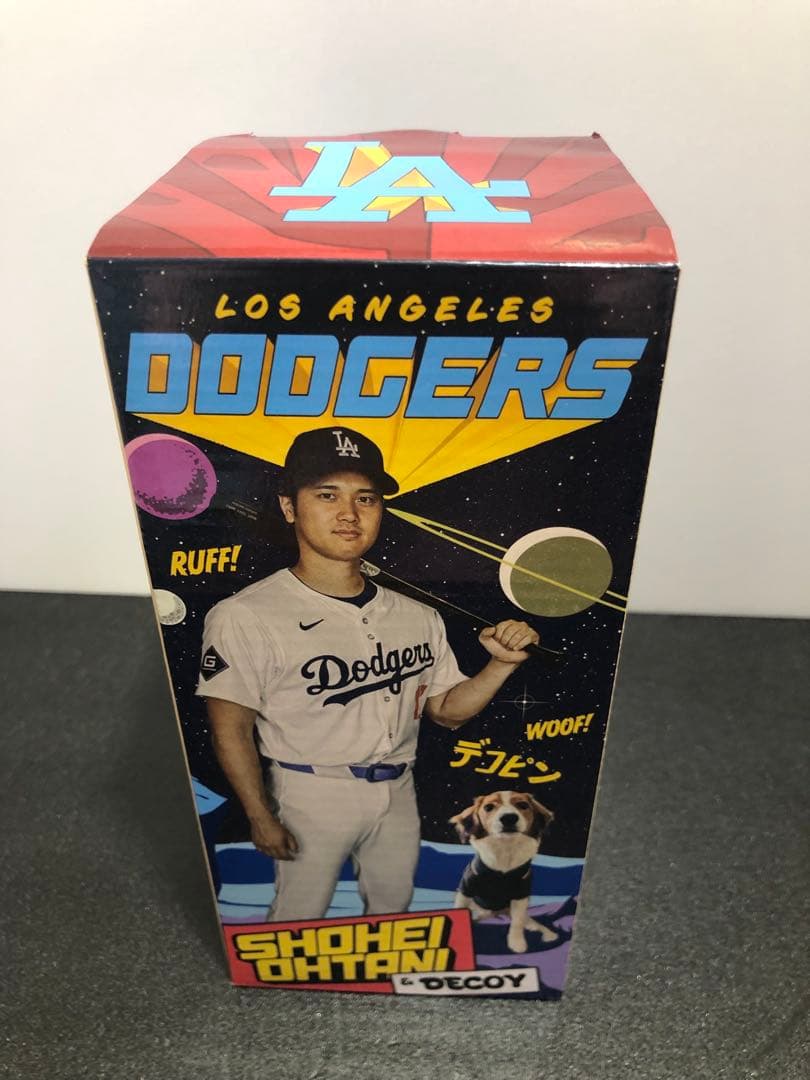 LA
LOS ANGELES
DODGERS
LA
RUFF!
G
Dodgers
WOOF!
デコピン
SHOHEI
OHTANI
& DECOY